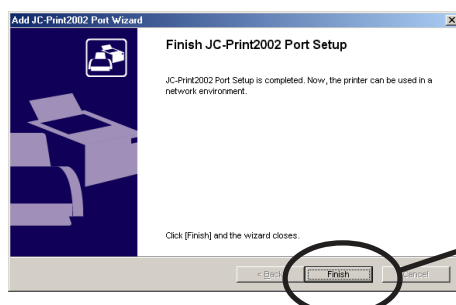 Add JC-Print2002 Port Wizard
Finish JC-Print2002 Port Setup
JC-Print2002 Port Setup is completed. Now, the printer can be used in a
network environment.
Click [Finish] and the wizard closes.
< Back Finish Cancel